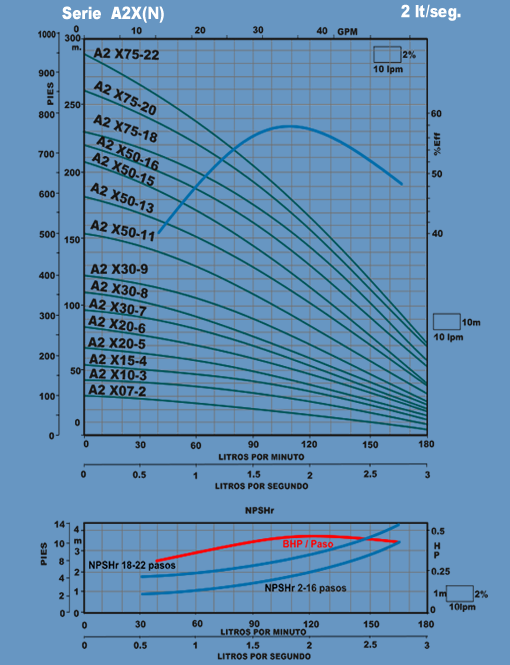 Serie A2X(N) 2 lt/seg.
0 10 20 30 40 GPM
1000 300
m.
A2 X75-22
2%
10 lpm
900
PIES
250
A2 X75-20
800
60
A2 X75-18
%Eff
700
A2 X50-16
200
50
A2 X50-15
600
A2 X50-13
500
150
A2 X50-11
40
400
A2 X30-9
A2 X30-8
300
100
A2 X30-7
10m
10 lpm
A2 X20-6
200
A2 X20-5
A2 X15-4
50
A2 X10-3
100
A2 X07-2
0
0
0 30 60 90 120 150 180
LITROS POR MINUTO
0 0.5 1 1.5 2 2.5 3
LITROS POR SEGUNDO
NPSHr
14 4 0.5
m
BHP / Paso
PIES
10 3
HP
NPSHr 18-22 pasos
8
4 2 0.25
NPSHr 2-16 pasos
2 1 1m 2%
10lpm
0 0 0
0 30 60 90 120 150 180
LITROS POR MINUTO
0 0.5 1 1.5 2 2.5 3
LITROS POR SEGUNDO